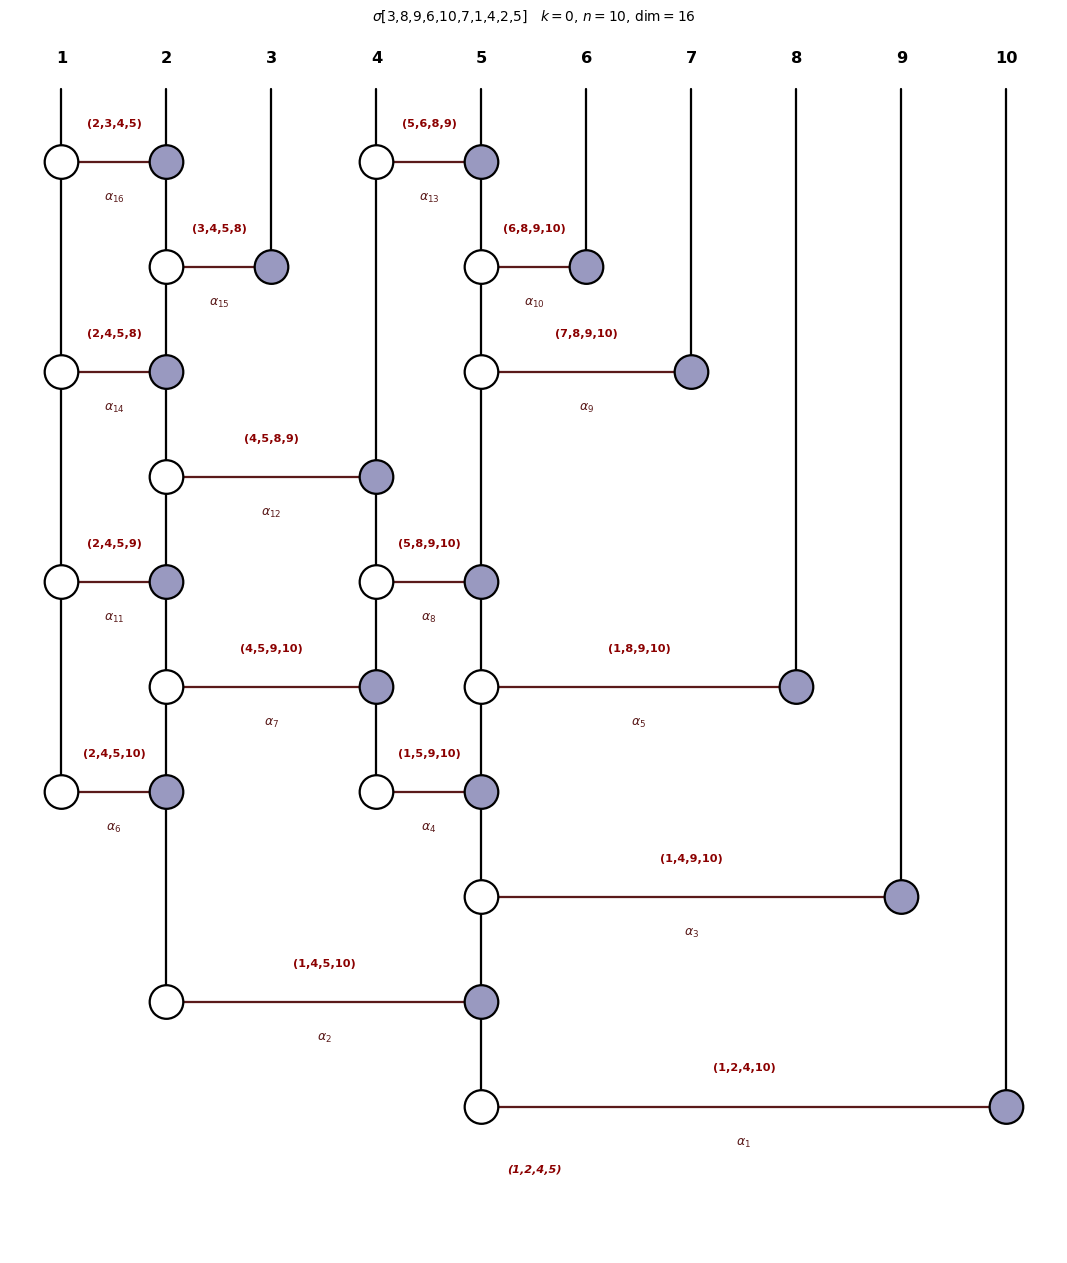 σ[3,8,9,6,10,7,1,4,2,5] k=0, n=10, dim=16
1 2 3 4 5 6 7 8 9 10
(2,3,4,5) (5,6,8,9)
α₁₆ α₁₃
(3,4,5,8) (6,8,9,10)
α₁₅ α₁₀
(2,4,5,8) (7,8,9,10)
α₁₄ α₉
(4,5,8,9)
α₁₂
(2,4,5,9) (5,8,9,10)
α₁₁ α₈
(4,5,9,10) (1,8,9,10)
α₇ α₅
(2,4,5,10) (1,5,9,10)
α₆ α₄
(1,4,9,10)
α₃
(1,4,5,10)
α₂
(1,2,4,10)
α₁
(1,2,4,5)